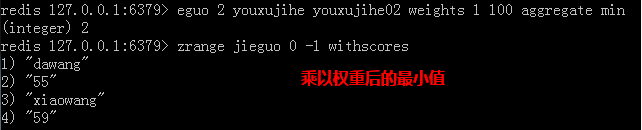 redis 127.0.0.1:6379> eguo 2 youxujihe youxujihe02 weights 1 100 aggregate min
(integer) 2
redis 127.0.0.1:6379> zrange jieguo 0 -1 withscores
1) "dawang"
2) "55"
乘以权重后的最小值
3) "xiaowang"
4) "59"